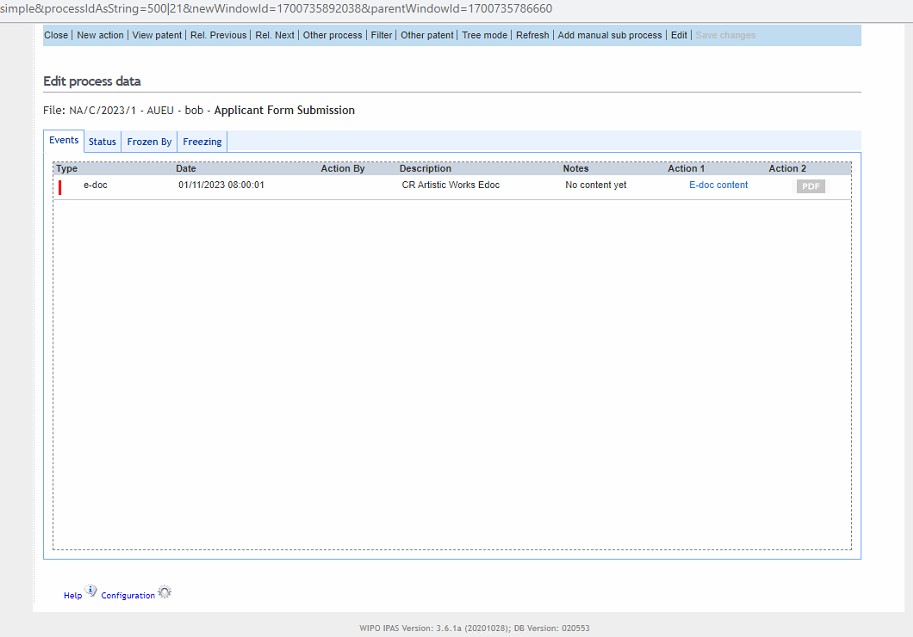 simple&processIdAsString=500|21&newWindowId=1700735892038&parentWindowId=1700735786660
Close | New action | View patent | Rel. Previous | Rel. Next | Other process | Filter | Other patent | Tree mode | Refresh | Add manual sub process | Edit | Save changes
Edit process data
File: NA/C/2023/1 - AUEU - bob - Applicant Form Submission
Events Status Frozen By Freezing
Type Date Action By Description Notes Action 1 Action 2
e-doc 01/11/2023 08:00:01 CR Artistic Works Edoc No content yet E-doc content PDF
Help Configuration
WIPO IPAS Version: 3.6.1a (20201028); DB Version: 020553